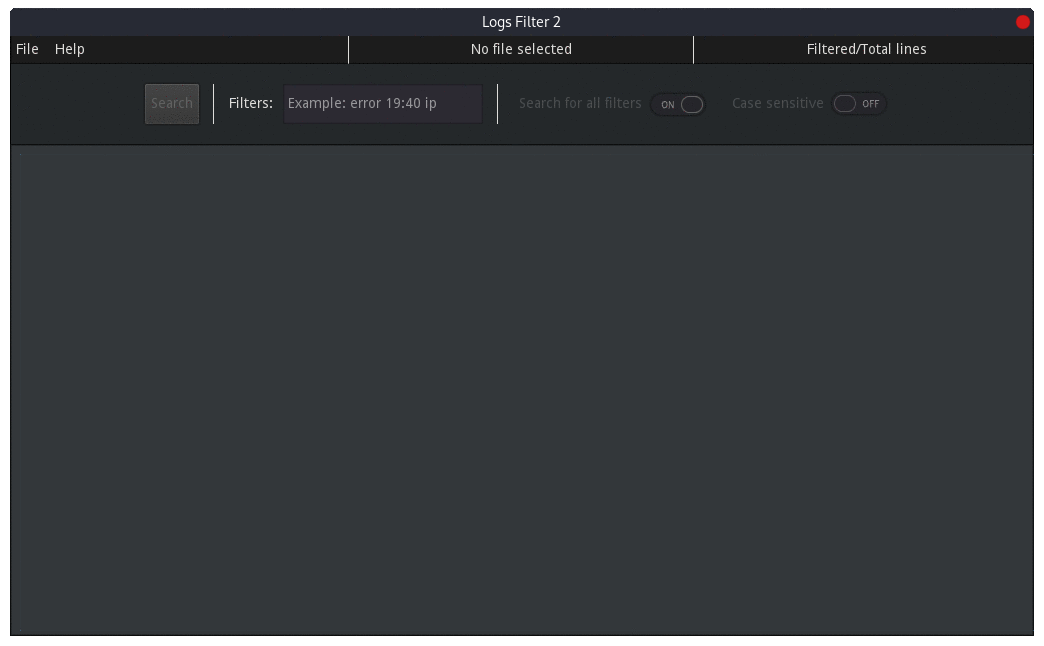 Logs Filter 2
File Help No file selected Filtered/Total lines
Search Filters: Example: error 19:40 ip Search for all filters ON Case sensitive OFF